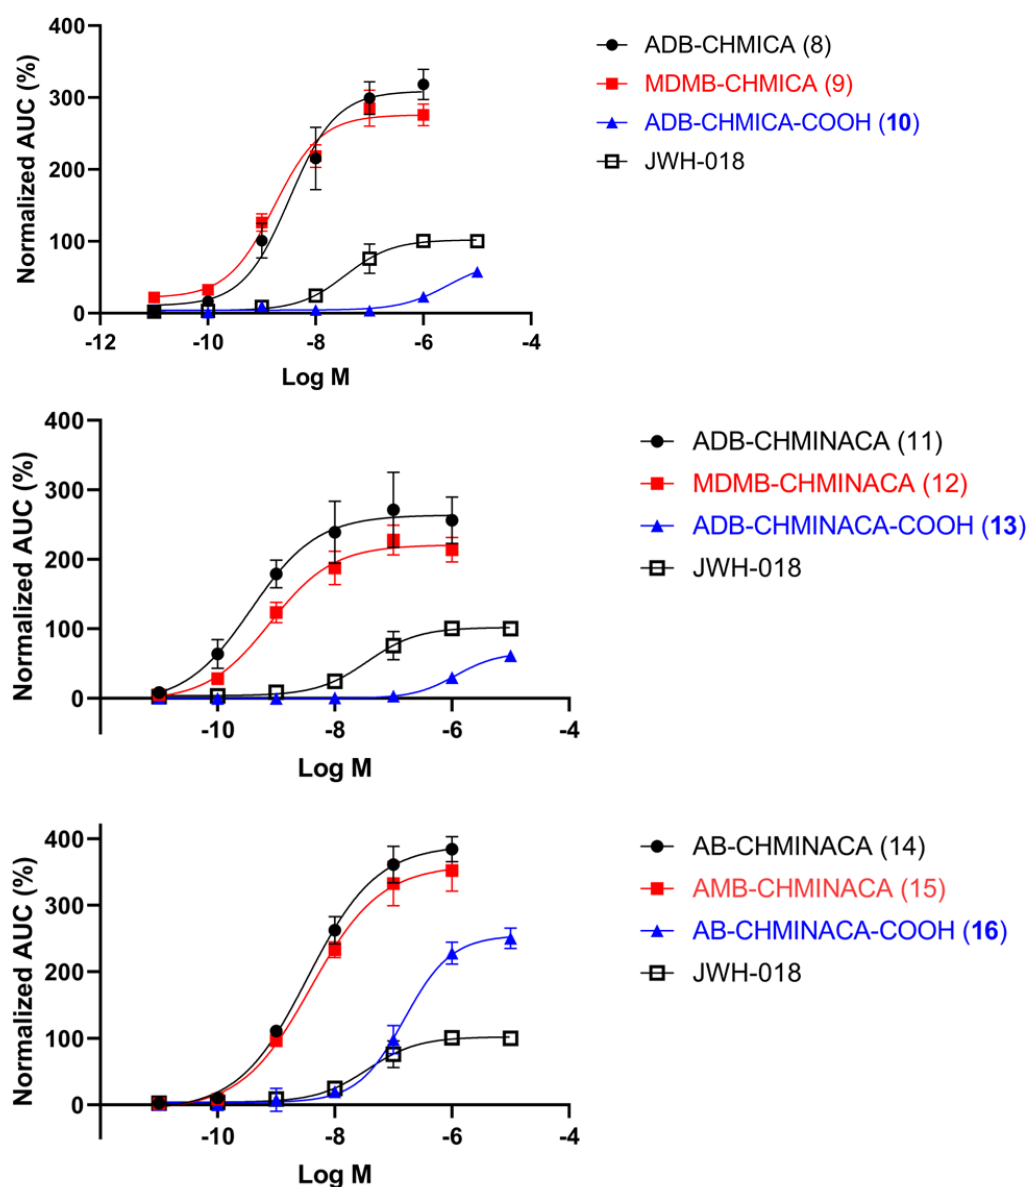 400
300
200
100
0
Normalized AUC (%)
-12
-10
-8
-6
-4
Log M
ADB-CHMICA (8)
MDMB-CHMICA (9)
ADB-CHMICA-COOH (10)
JWH-018
400
300
200
100
0
Normalized AUC (%)
-10
-8
-6
-4
Log M
ADB-CHMINACA (11)
MDMB-CHMINACA (12)
ADB-CHMINACA-COOH (13)
JWH-018
400
300
200
100
0
Normalized AUC (%)
-10
-8
-6
-4
Log M
AB-CHMINACA (14)
AMB-CHMINACA (15)
AB-CHMINACA-COOH (16)
JWH-018